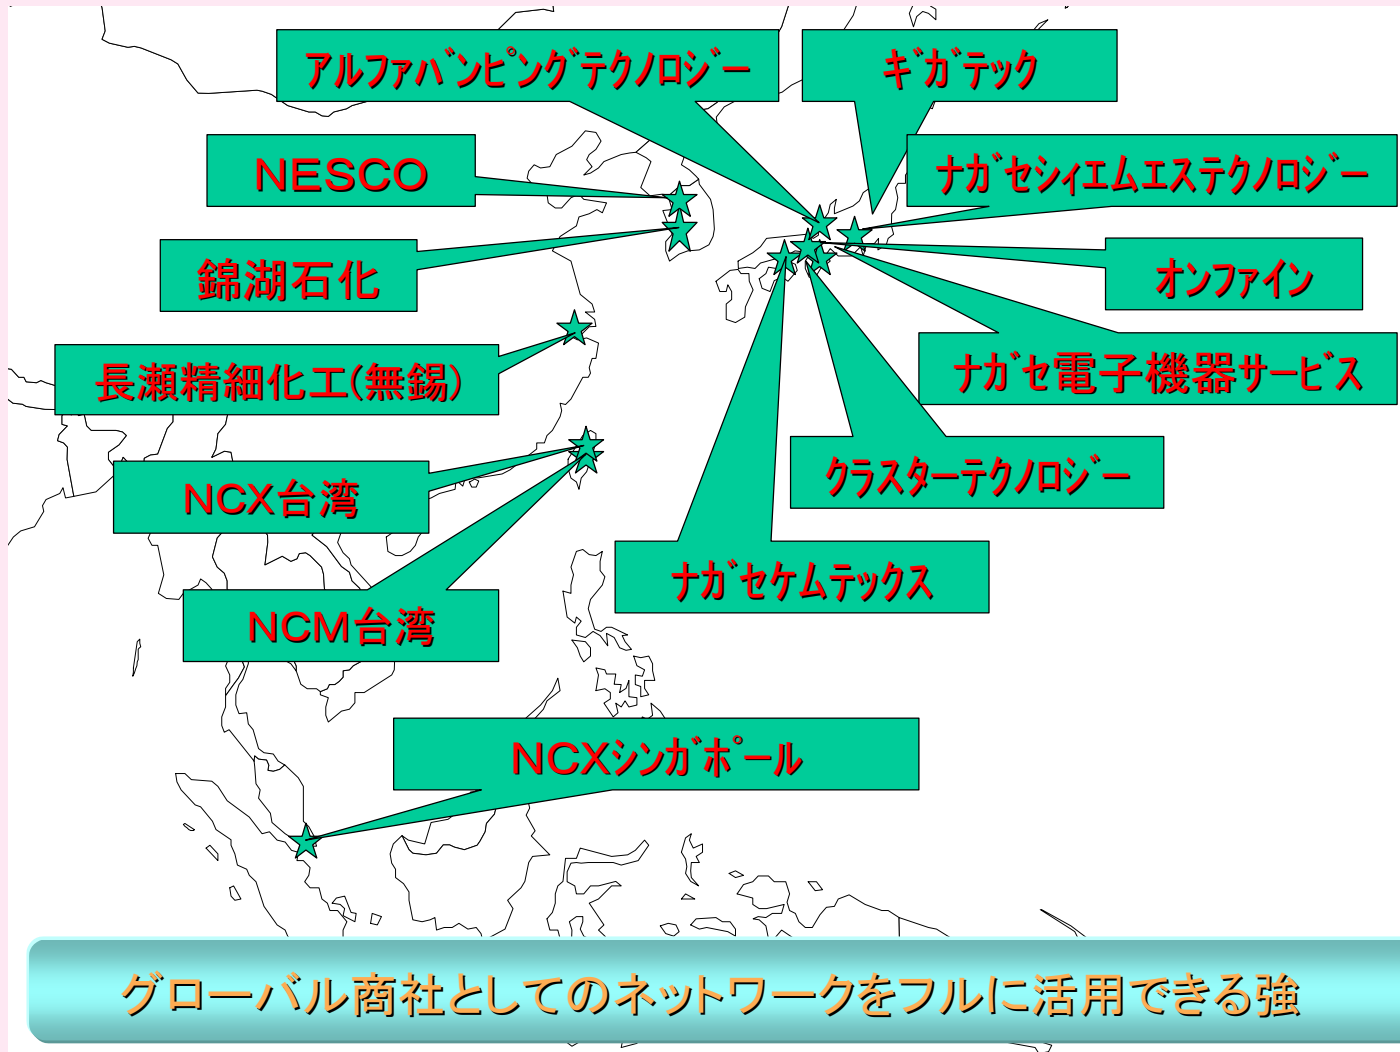 アルファバンピングテクノロジー
ギガテック
NESCO
ナガセシィエムエステクノロジー
錦湖石化
オンファイン
長瀬精細化工(無錫)
ナガセ電子機器サービス
NCX台湾
クラスターテクノロジー
ナガセケムテックス
NCM台湾
NCXシンガポール
グローバル商社としてのネットワークをフルに活用できる強